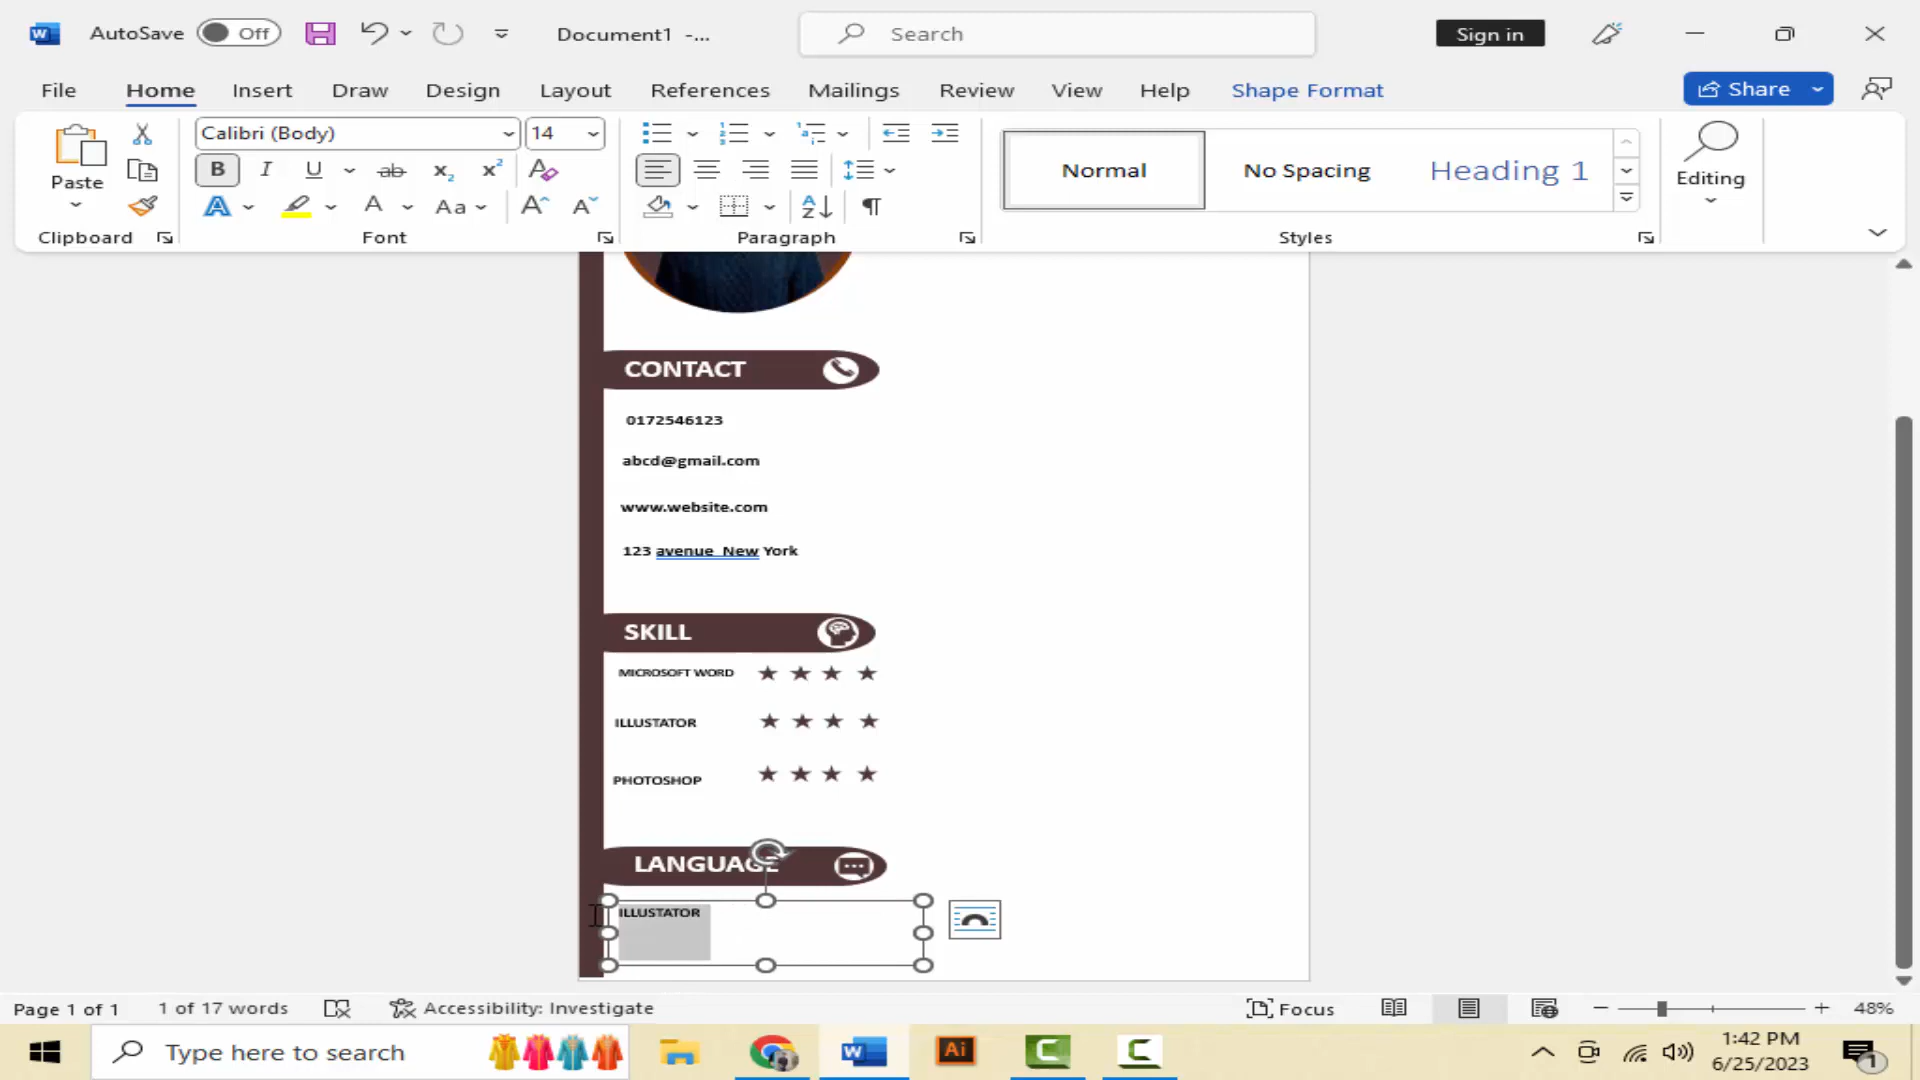 AutoSave Off Document1 -... Search Sign in
File Home Insert Draw Design Layout References Mailings Review View Help Shape Format Share
Paste Calibri (Body) 14 Normal No Spacing Heading 1 Editing
Clipboard Font Paragraph Styles
CONTACT
0172546123
abcd@gmail.com
www.website.com
123 avenue New York
SKILL
MICROSOFT WORD
ILLUSTATOR
PHOTOSHOP
LANGUAGE
ILLUSTATOR
Page 1 of 1 1 of 17 words Accessibility: Investigate Focus 48%
Type here to search Ai 1:42 PM
6/25/2023 1